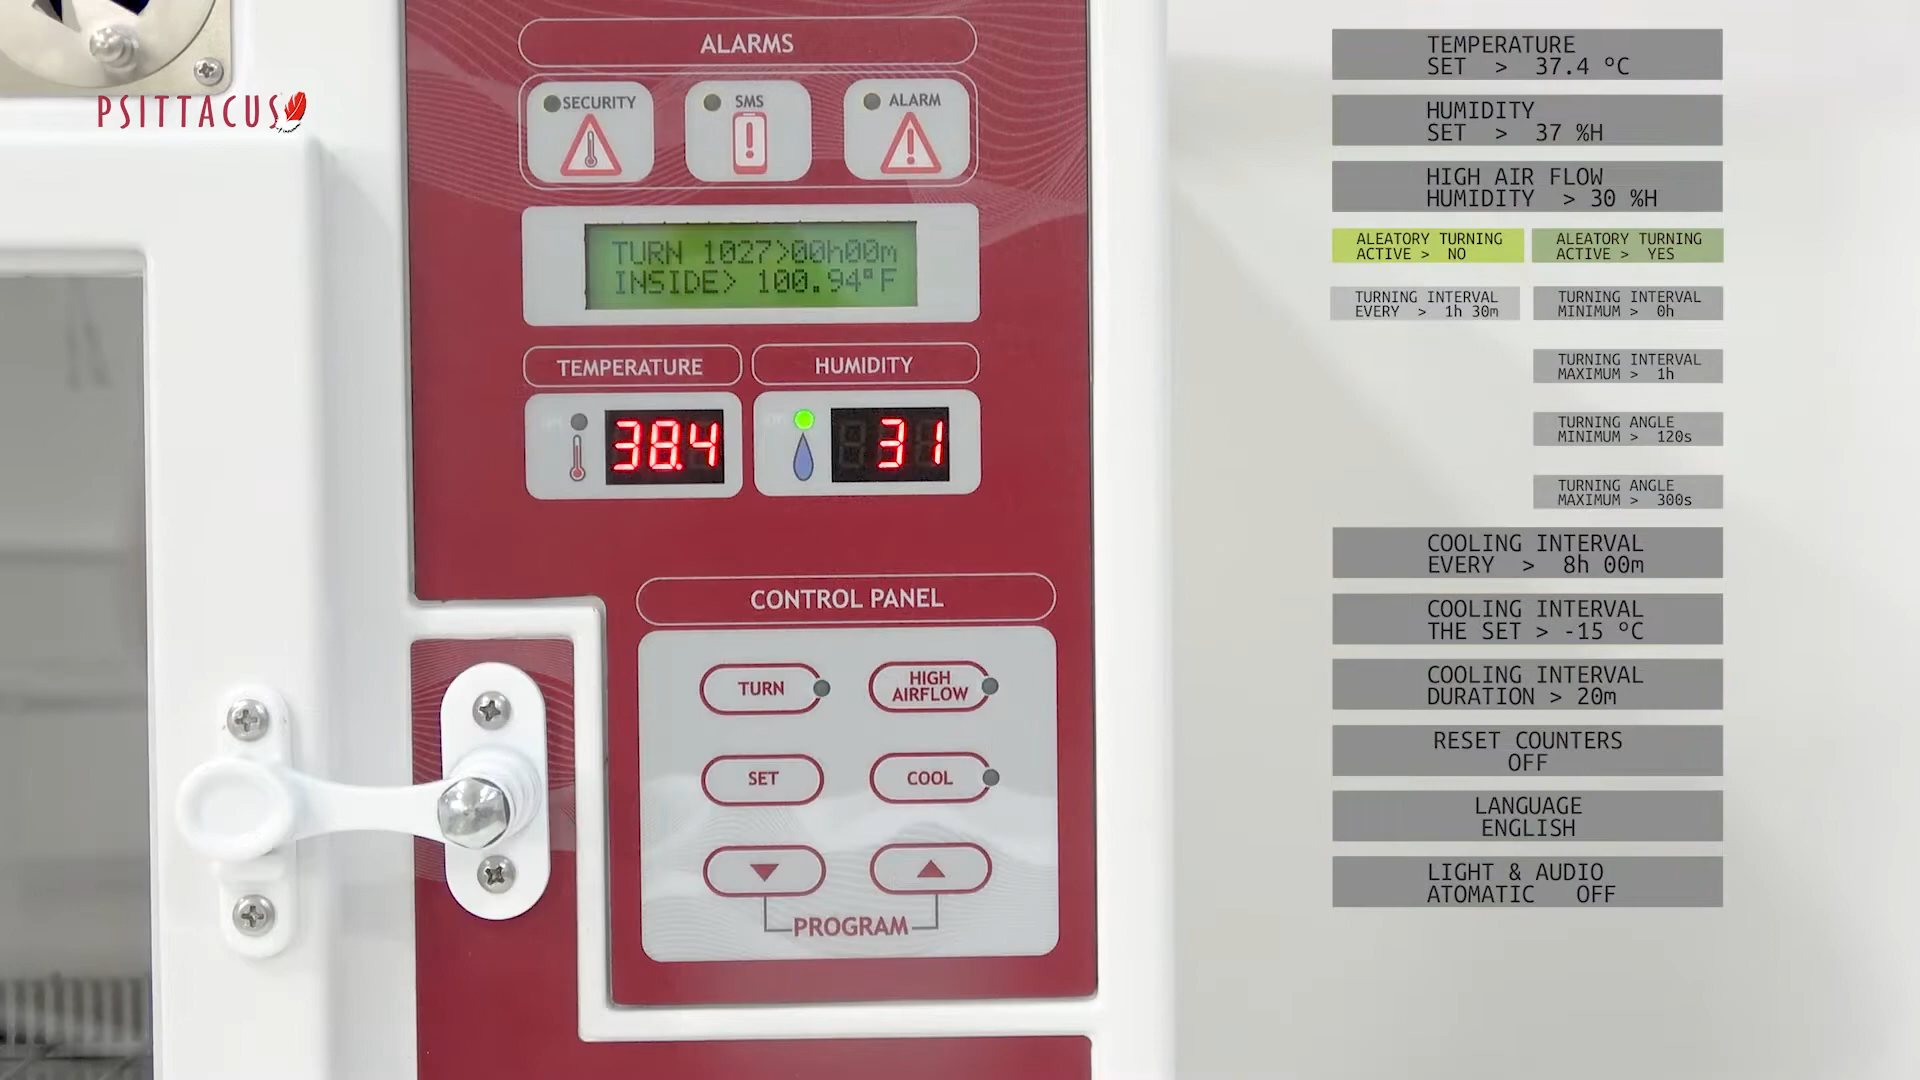 PSITTACUS
ALARMS
SECURITY
SMS
ALARM
TURN 1027>00h00m
INSIDE> 100.94°F
TEMPERATURE
HUMIDITY
38.4
31
CONTROL PANEL
TURN
HIGH
AIRFLOW
SET
COOL
PROGRAM
TEMPERATURE
SET > 37.4 ºC
HUMIDITY
SET > 37 %H
HIGH AIR FLOW
HUMIDITY > 30 %H
ALEATORY TURNING
ACTIVE > NO
ALEATORY TURNING
ACTIVE > YES
TURNING INTERVAL
EVERY > 1h 30m
TURNING INTERVAL
MINIMUM > 0h
TURNING INTERVAL
MAXIMUM > 1h
TURNING ANGLE
MINIMUM > 120s
TURNING ANGLE
MAXIMUM > 300s
COOLING INTERVAL
EVERY > 8h 00m
COOLING INTERVAL
THE SET > -15 ºC
COOLING INTERVAL
DURATION > 20m
RESET COUNTERS
OFF
LANGUAGE
ENGLISH
LIGHT & AUDIO
ATOMATIC OFF